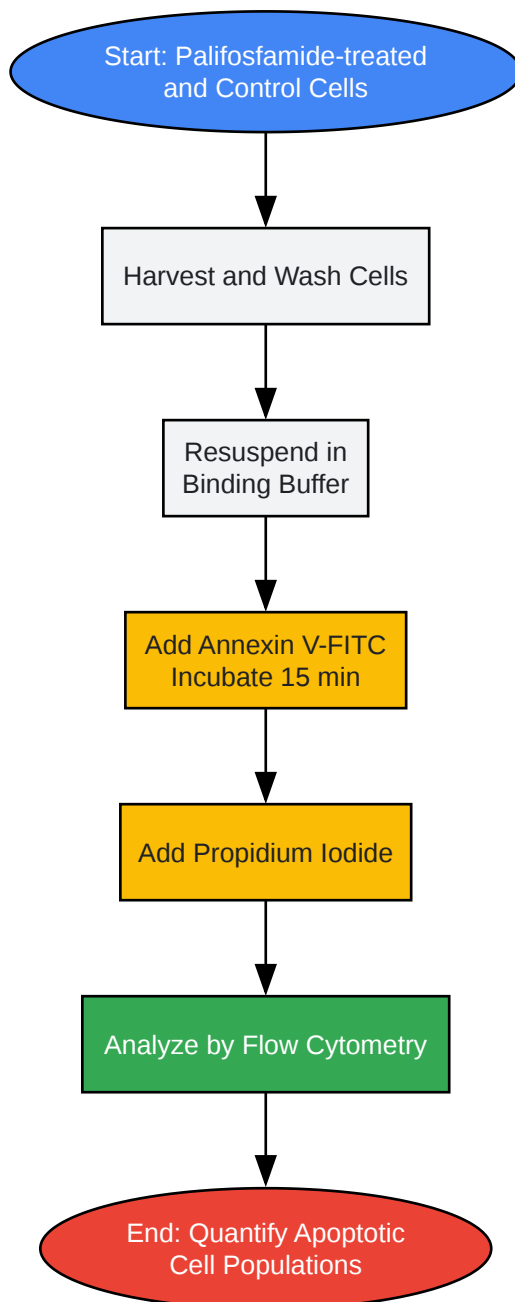 Start: Palifosfamide-treated
and Control Cells
Harvest and Wash Cells
Resuspend in
Binding Buffer
Add Annexin V-FITC
Incubate 15 min
Add Propidium Iodide
Analyze by Flow Cytometry
End: Quantify Apoptotic
Cell Populations